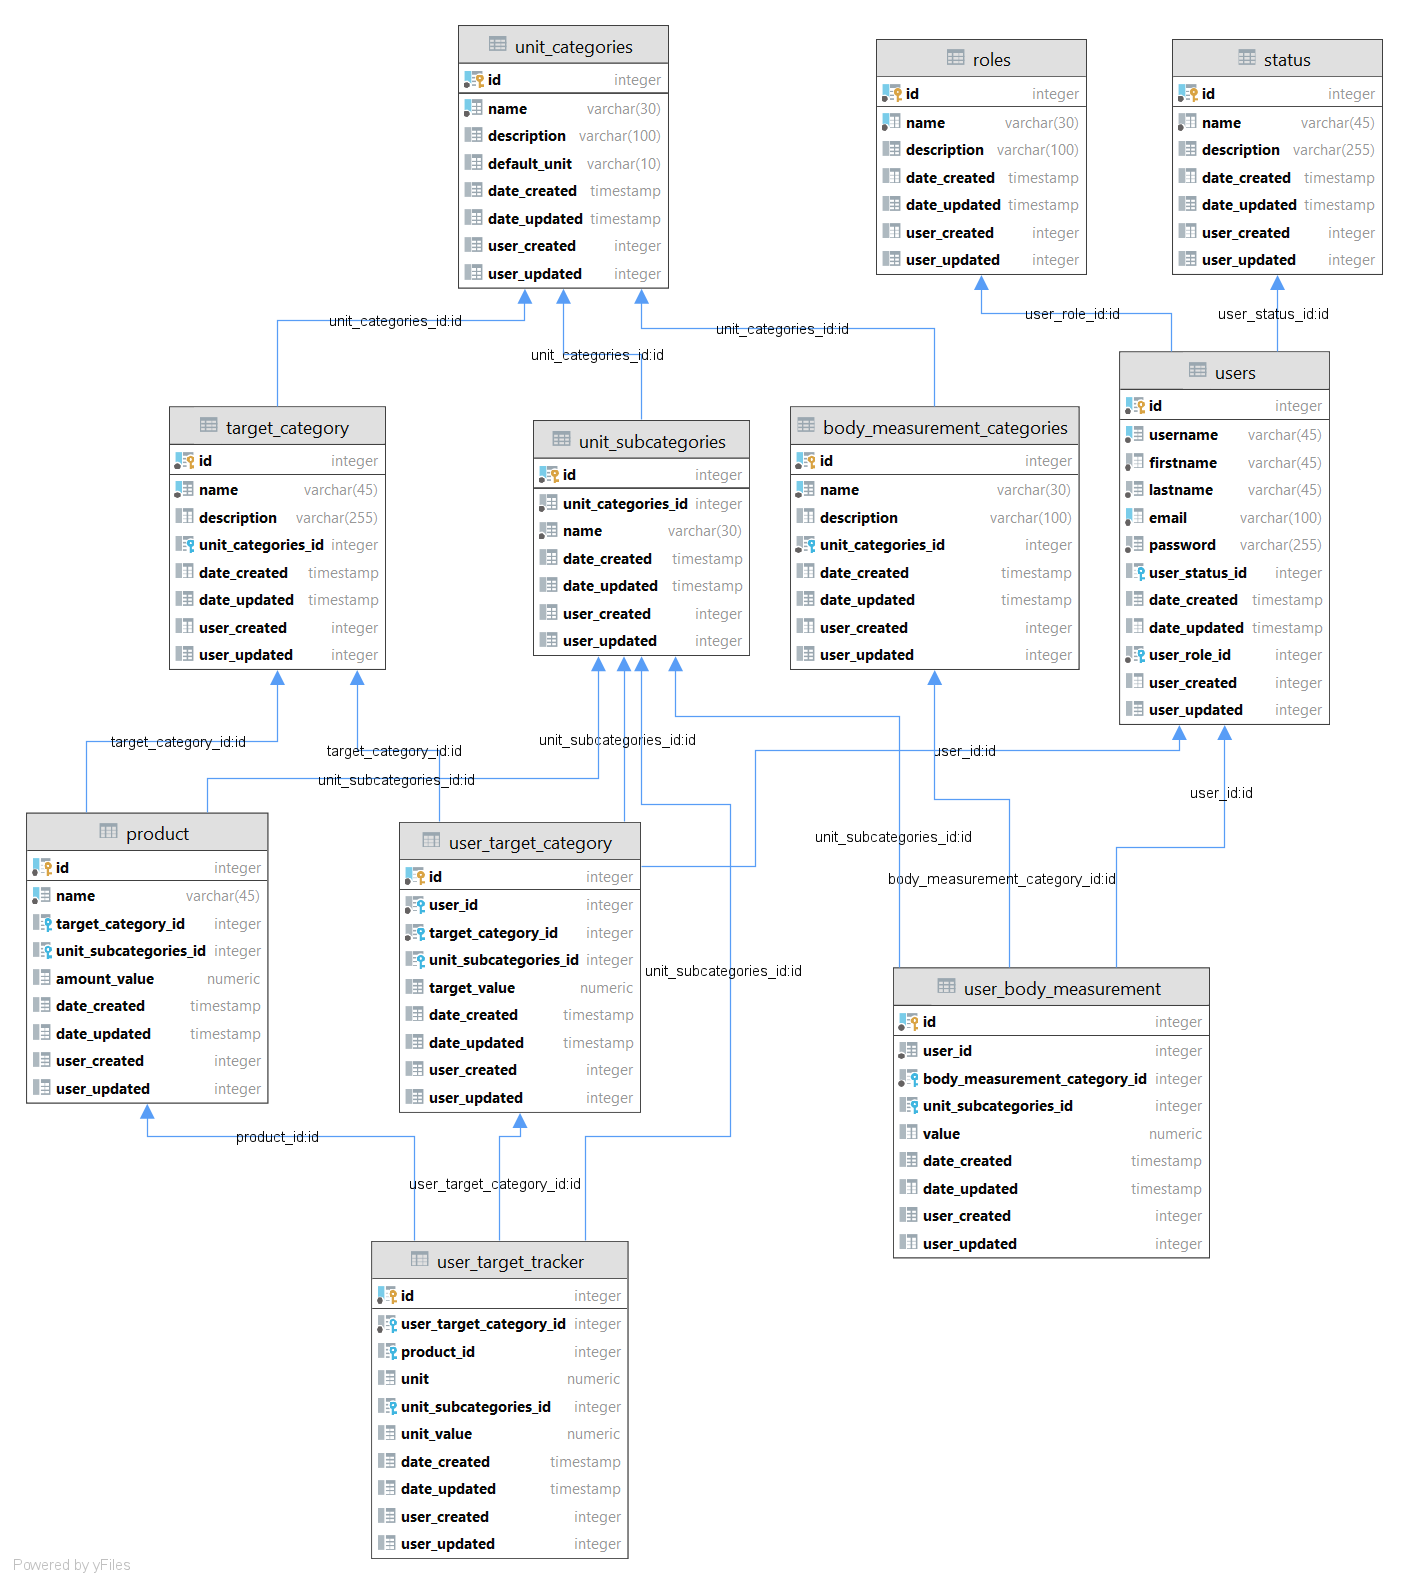 unit_categories
id integer
name varchar(30)
description varchar(100)
default_unit varchar(10)
date_created timestamp
date_updated timestamp
user_created integer
user_updated integer
roles
id integer
name varchar(30)
description varchar(100)
date_created timestamp
date_updated timestamp
user_created integer
user_updated integer
status
id integer
name varchar(45)
description varchar(255)
date_created timestamp
date_updated timestamp
user_created integer
user_updated integer
unit_categories_id:id
unit_categories_id:id
unit_categories_id:id
user_role_id:id
user_status_id:id
target_category
id integer
name varchar(45)
description varchar(255)
unit_categories_id integer
date_created timestamp
date_updated timestamp
user_created integer
user_updated integer
unit_subcategories
id integer
unit_categories_id integer
name varchar(30)
date_created timestamp
date_updated timestamp
user_created integer
user_updated integer
body_measurement_categories
id integer
name varchar(30)
description varchar(100)
unit_categories_id integer
date_created timestamp
date_updated timestamp
user_created integer
user_updated integer
users
id integer
username varchar(45)
firstname varchar(45)
lastname varchar(45)
email varchar(100)
password varchar(255)
user_status_id integer
date_created timestamp
date_updated timestamp
user_role_id integer
user_created integer
user_updated integer
target_category_id:id
target_category_id:id
unit_subcategories_id:id
unit_subcategories_id:id
user_id:id
user_id:id
unit_subcategories_id:id
body_measurement_category_id:id
unit_subcategories_id:id
product
id integer
name varchar(45)
target_category_id integer
unit_subcategories_id integer
amount_value numeric
date_created timestamp
date_updated timestamp
user_created integer
user_updated integer
user_target_category
id integer
user_id integer
target_category_id integer
unit_subcategories_id integer
target_value numeric
date_created timestamp
date_updated timestamp
user_created integer
user_updated integer
user_body_measurement
id integer
user_id integer
body_measurement_category_id integer
unit_subcategories_id integer
value numeric
date_created timestamp
date_updated timestamp
user_created integer
user_updated integer
product_id:id
user_target_category_id:id
user_target_tracker
id integer
user_target_category_id integer
product_id integer
unit numeric
unit_subcategories_id integer
unit_value numeric
date_created timestamp
date_updated timestamp
user_created integer
user_updated integer
Powered by yFiles